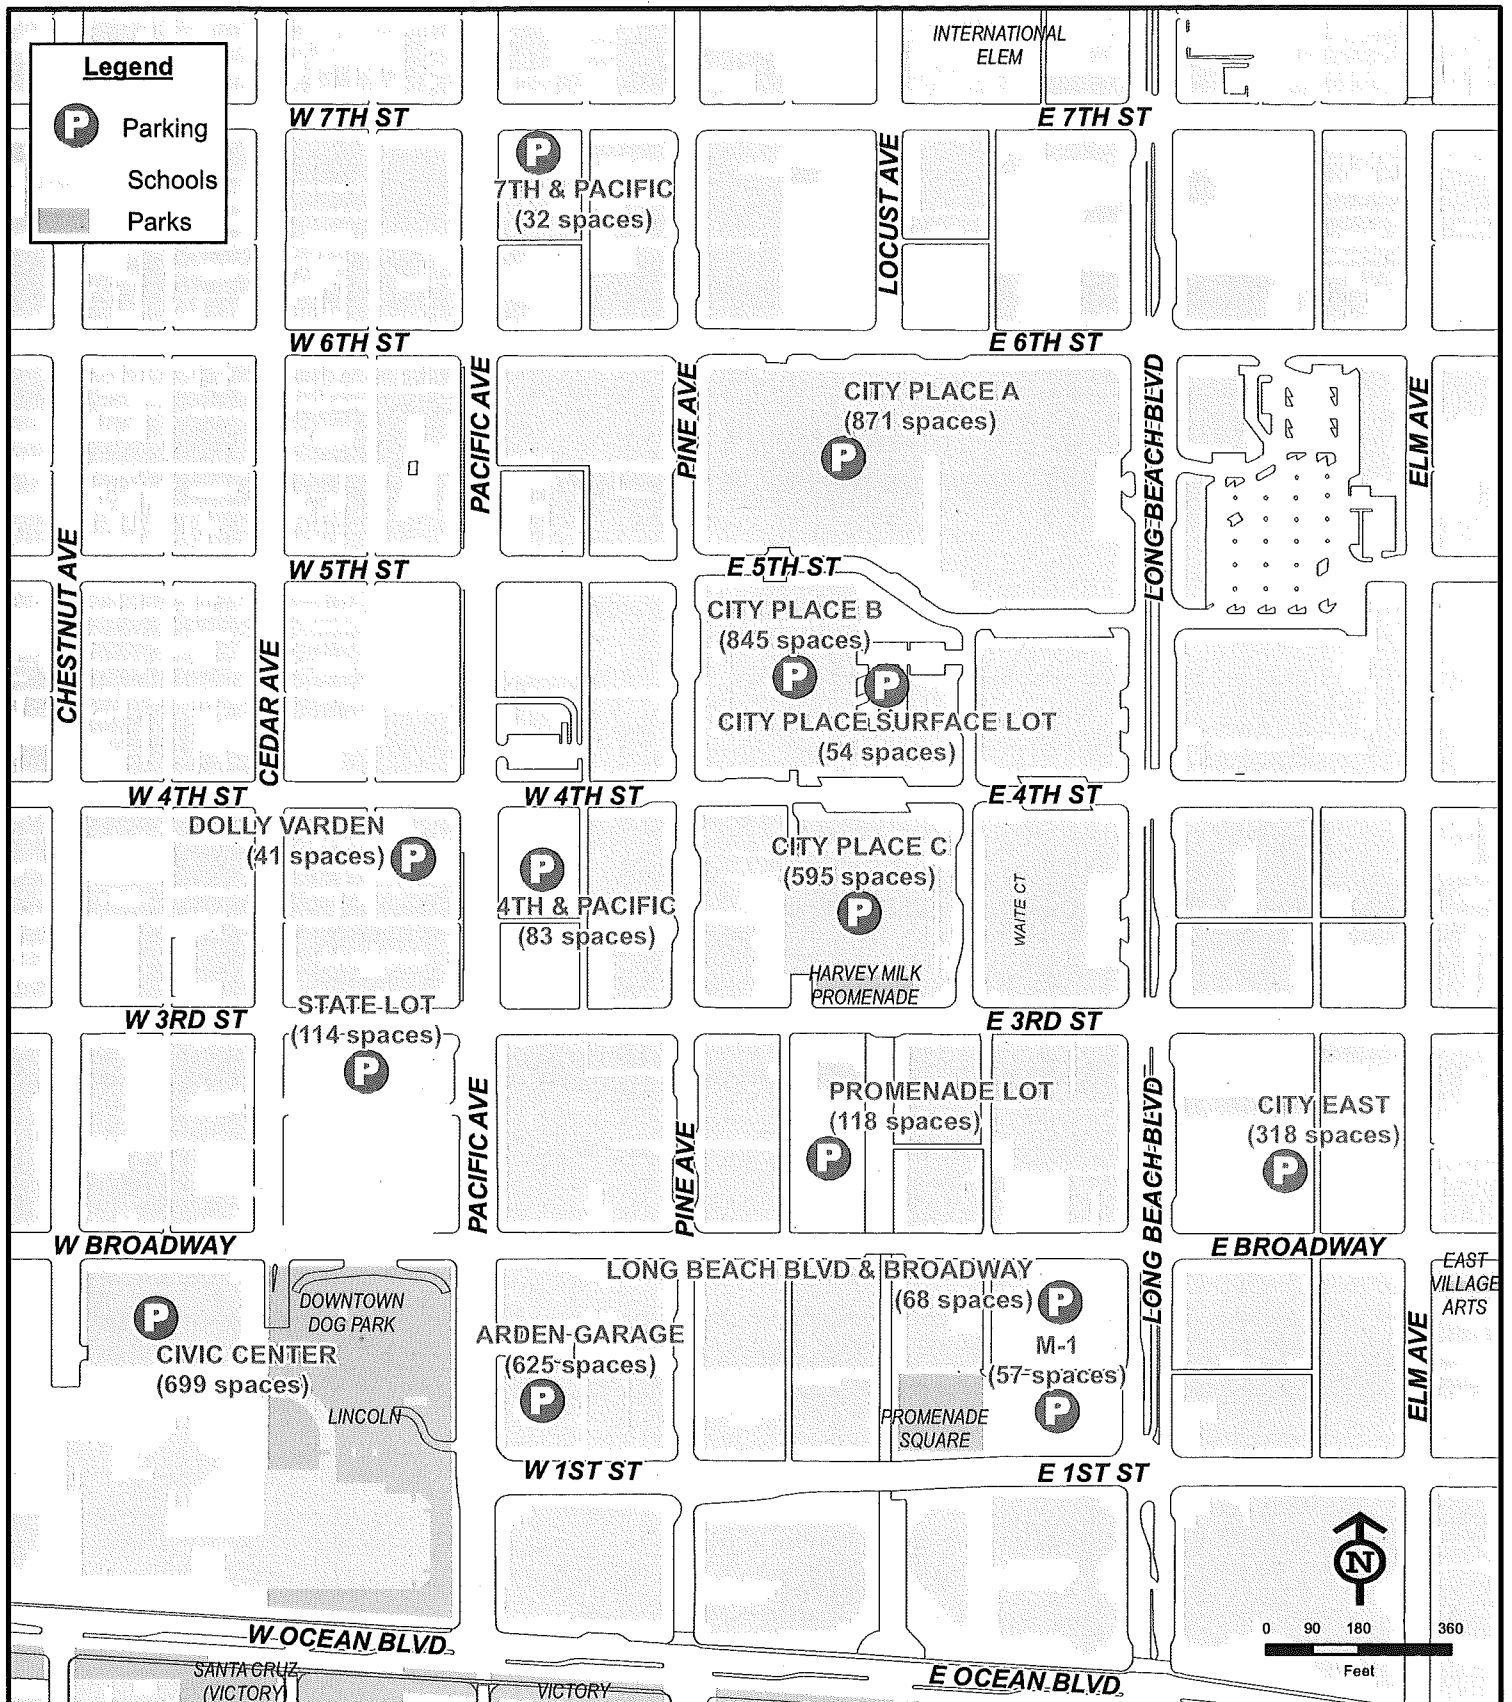 INTERNATIONAL
ELEM
Legend
P Parking
Schools
Parks
W 7TH ST
E 7TH ST
P
7TH & PACIFIC
(32 spaces)
LOCUST AVE
W 6TH ST
E 6TH ST
PACIFIC AVE
PINE AVE
CITY PLACE A
(871 spaces)
P
LONG BEACH BLVD
ELM AVE
CHESTNUT AVE
W 5TH ST
E 5TH ST
CITY PLACE B
(845 spaces)
P
P
CITY PLACE SURFACE LOT
(54 spaces)
CEDAR AVE
W 4TH ST
W 4TH ST
E 4TH ST
DOLLY VARDEN
(41 spaces)
P
P
4TH & PACIFIC
(83 spaces)
CITY PLACE C
(595 spaces)
P
WAITE CT
HARVEY MILK
PROMENADE
STATE LOT
(114 spaces)
P
W 3RD ST
E 3RD ST
PACIFIC AVE
PINE AVE
PROMENADE LOT
(118 spaces)
P
LONG BEACH BLVD
CITY EAST
(318 spaces)
P
W BROADWAY
E BROADWAY
EAST
VILLAGE
ARTS
LONG BEACH BLVD & BROADWAY
(68 spaces)
P
DOWNTOWN
DOG PARK
P
CIVIC CENTER
(699 spaces)
ARDEN GARAGE
(625 spaces)
P
M-1
(57 spaces)
P
LINCOLN
PROMENADE
SQUARE
ELM AVE
W 1ST ST
E 1ST ST
N
0 90 180 360
Feet
W OCEAN BLVD
E OCEAN BLVD
SANTA CRUZ
(VICTORY)
VICTORY